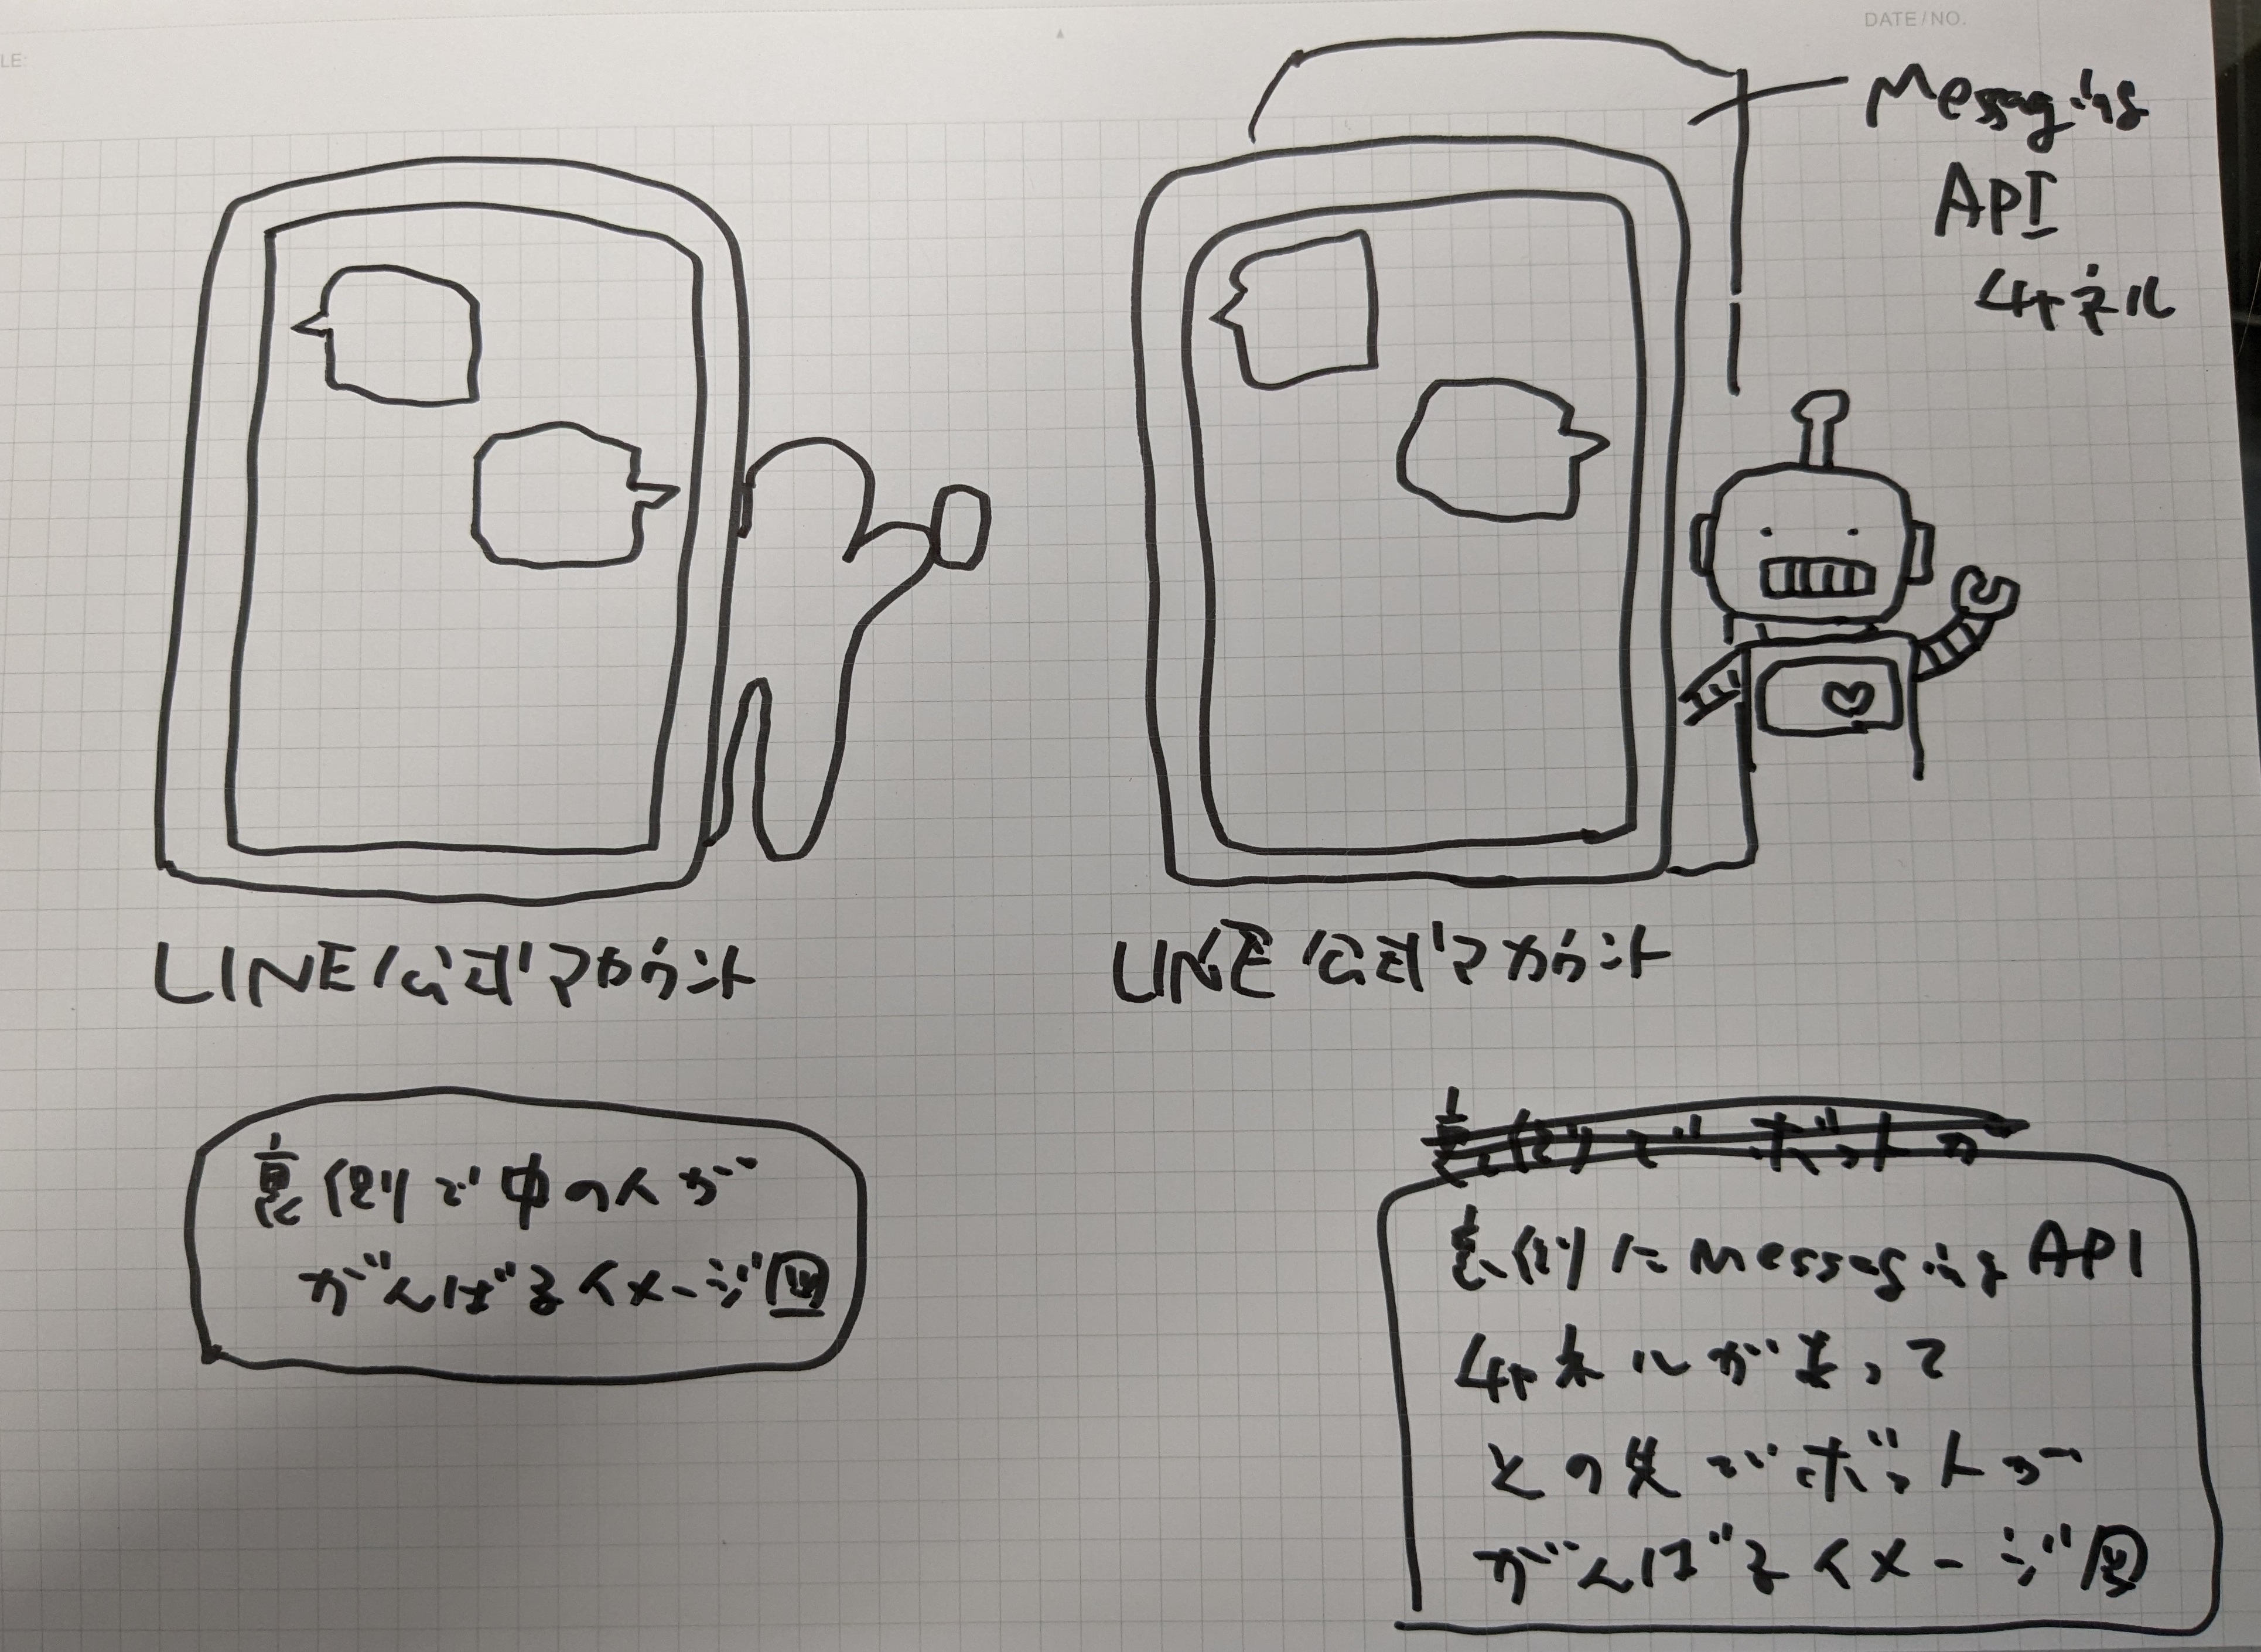 LE:
DATE/NO.
Messaging
API
チャネル
LINE公式アカウント
LINE公式アカウント
裏側で中の人が
がんばるイメージ図
裏側でボットが
裏側にMessaging API
チャネルがあって
その先でボットが
がんばるイメージ図